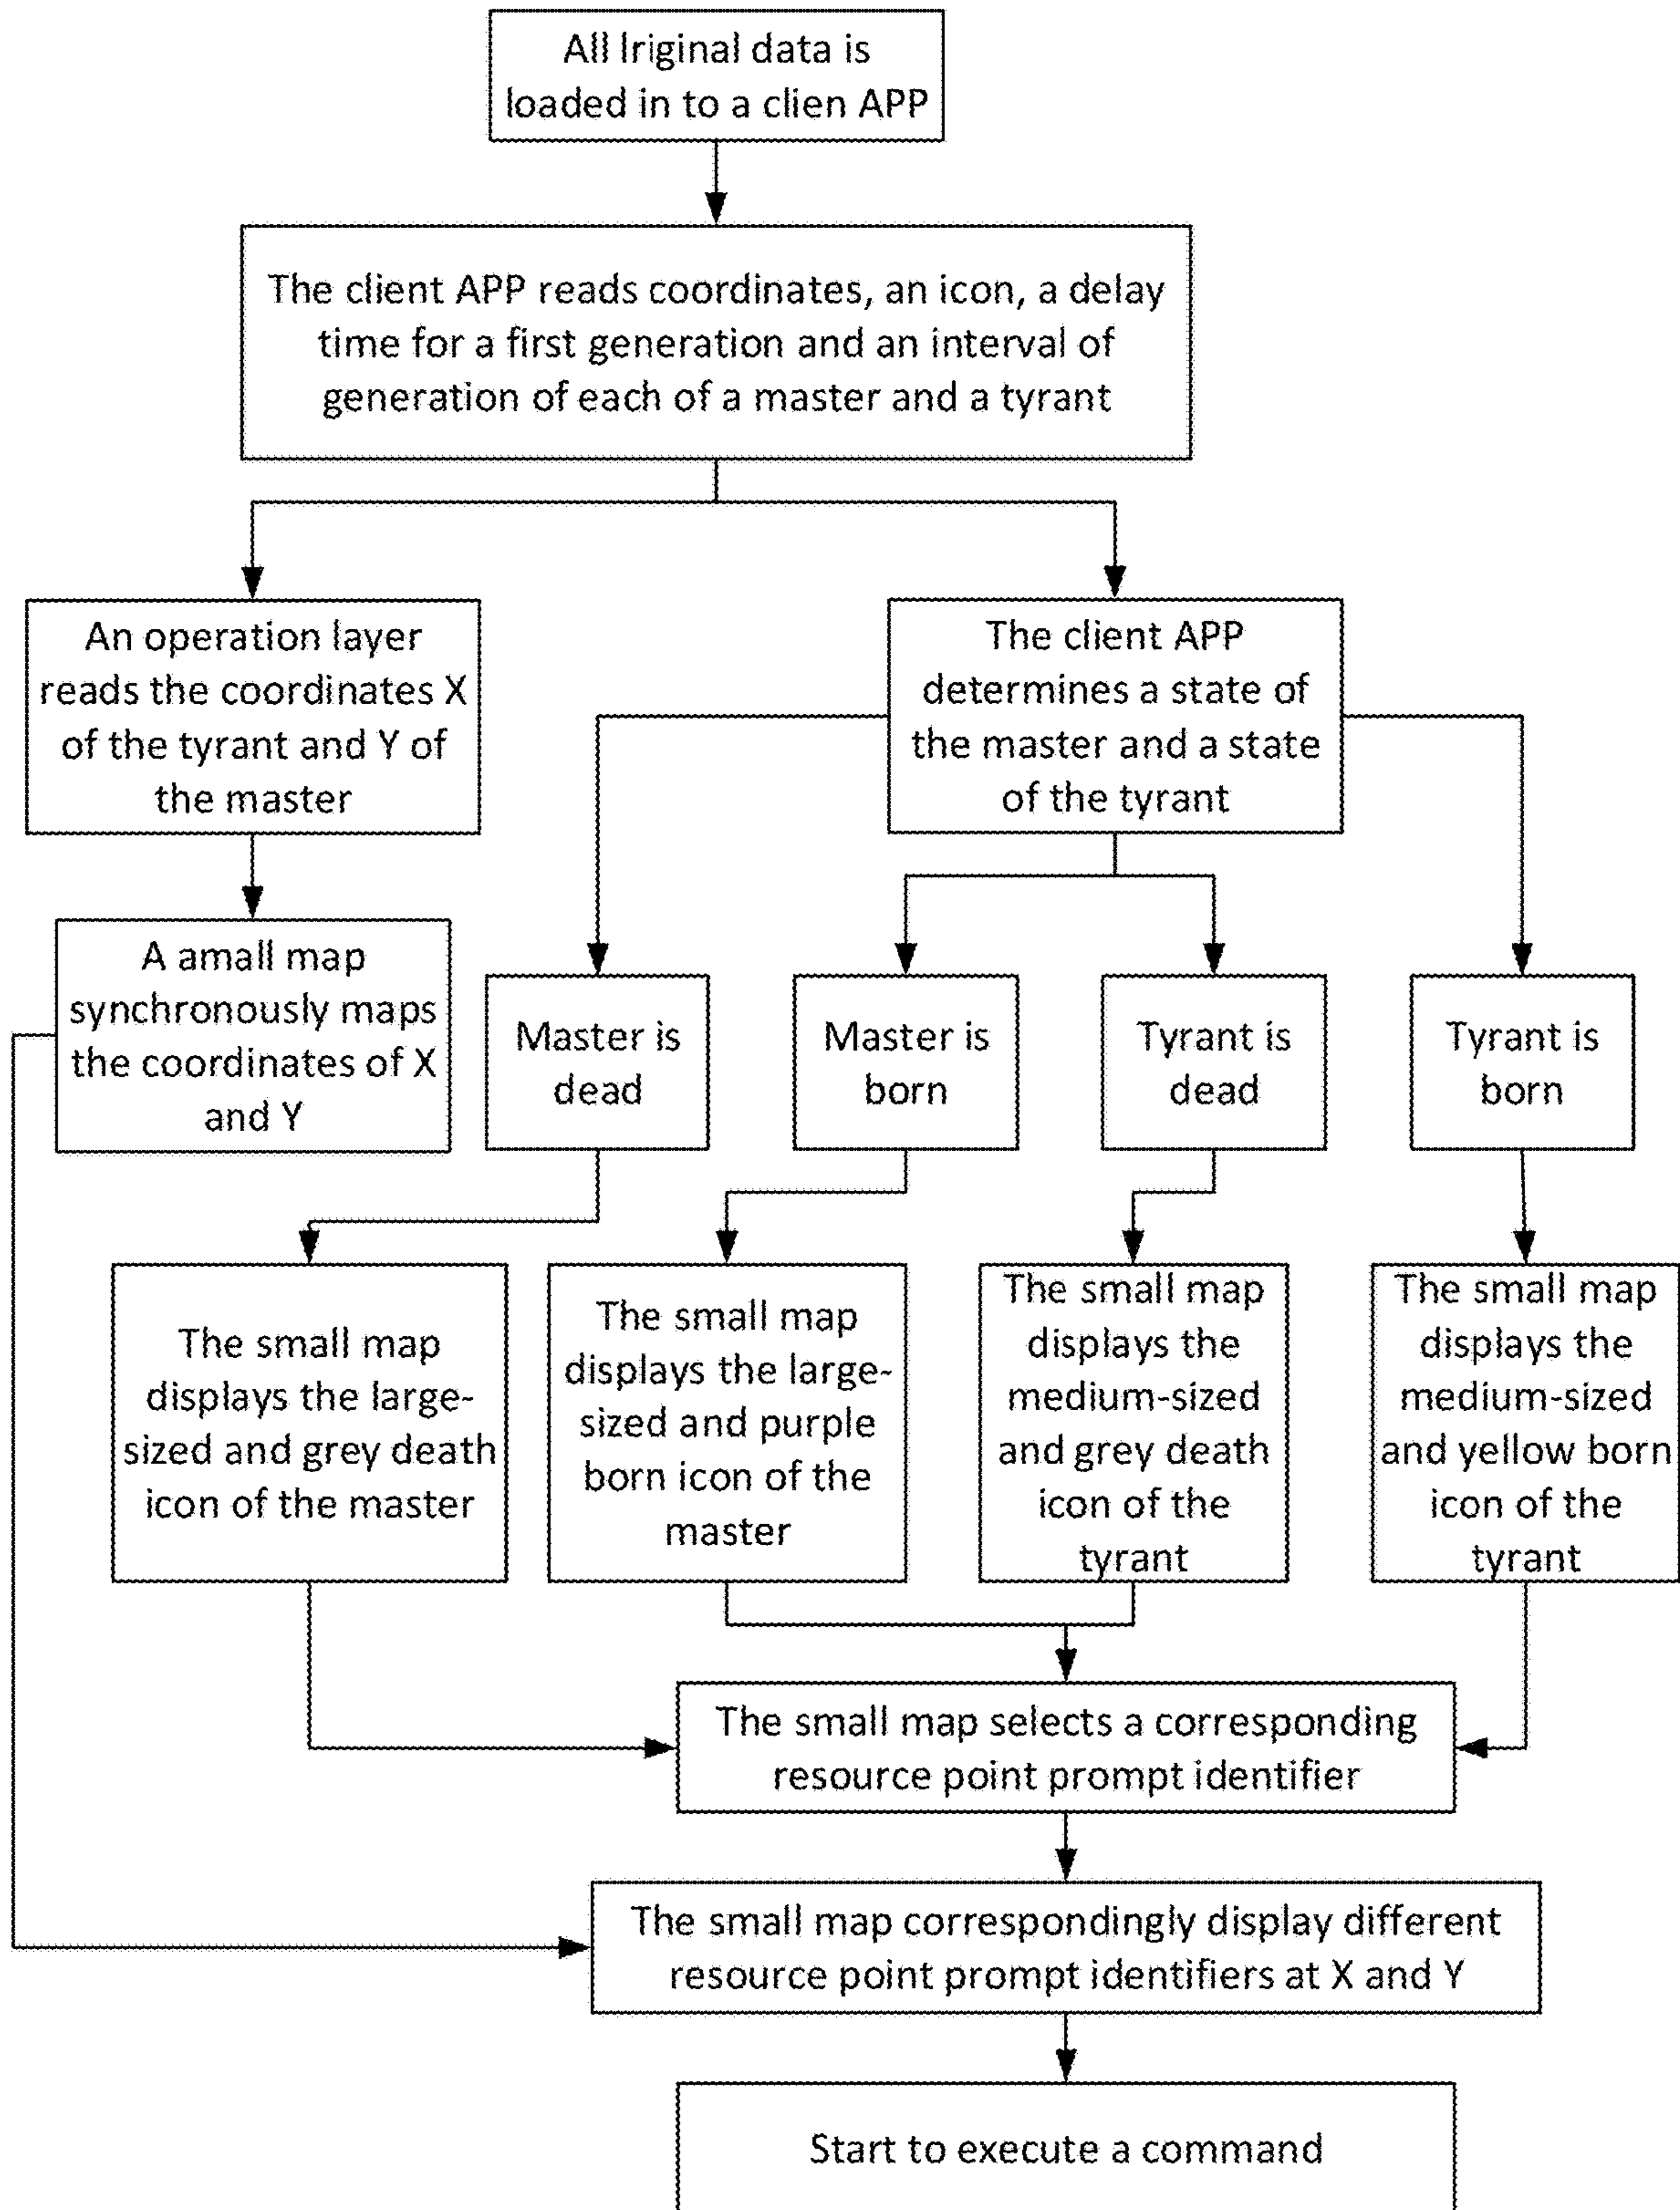 All lriginal data is
loaded in to a clien APP
The client APP reads coordinates, an icon, a delay
time for a first generation and an interval of
generation of each of a master and a tyrant
An operation layer
reads the coordinates X
of the tyrant and Y of
the master
The client APP
determines a state of
the master and a state
of the tyrant
A amall map
synchronously maps
the coordinates of X
and Y
Master is
dead
Master is
born
Tyrant is
dead
Tyrant is
born
The small map
displays the large-
sized and grey death
icon of the master
The small map
displays the large-
sized and purple
born icon of the
master
The small map
displays the
medium-sized
and grey death
icon of the
tyrant
The small map
displays the
medium-sized
and yellow born
icon of the
tyrant
The small map selects a corresponding
resource point prompt identifier
The small map correspondingly display different
resource point prompt identifiers at X and Y
Start to execute a command